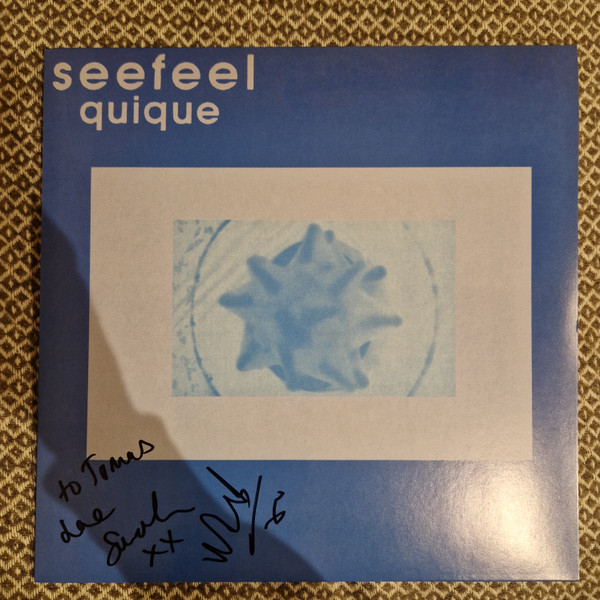 seefeel
quique
to Tomas
love
Sarah
xx